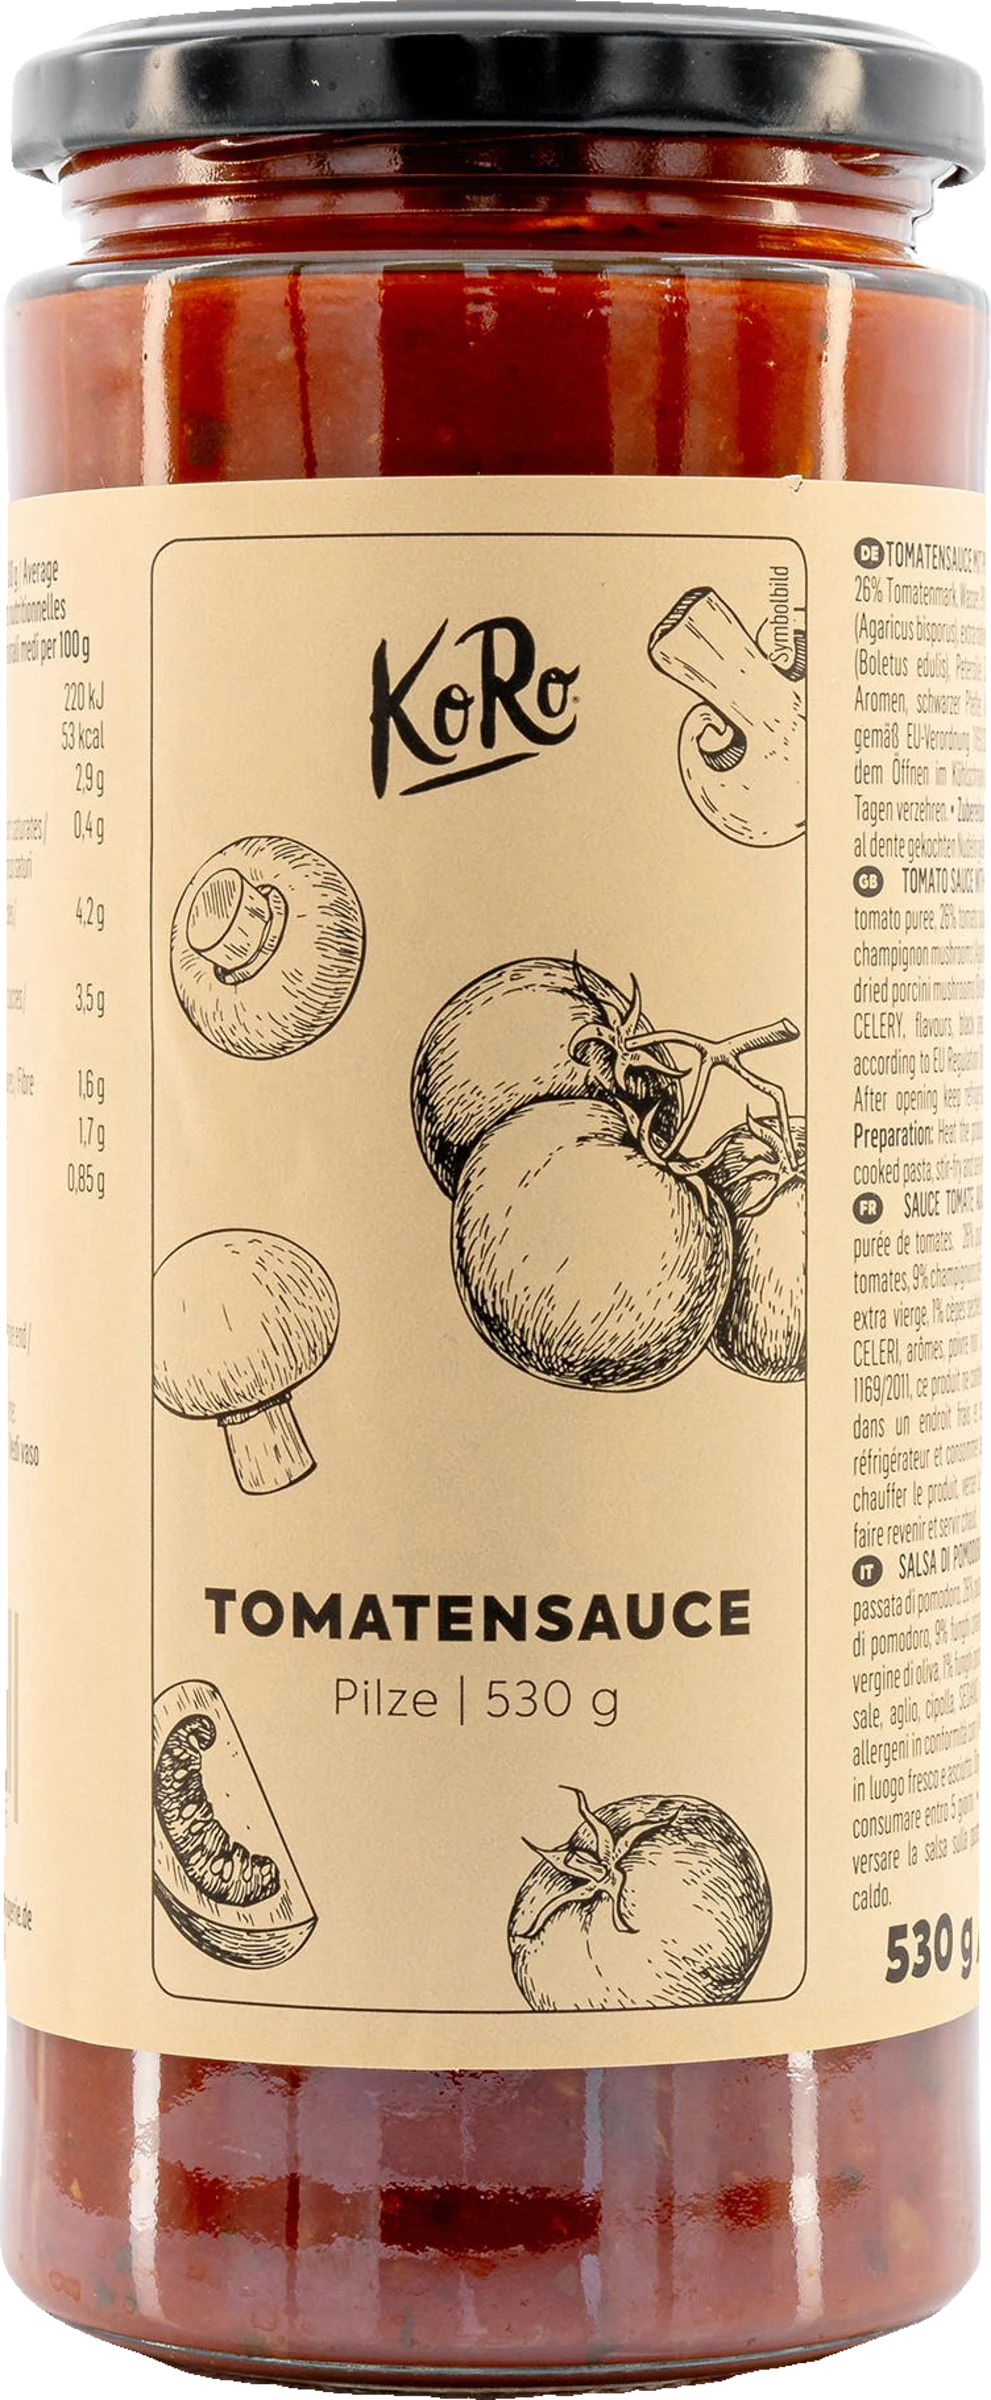 Average
nutritionnelles
medi per 100 g
220 kJ
53 kcal
2,9 g
0,4 g
4,2 g
3,5 g
Fibre
1,6 g
1,7 g
0,85 g
vaso
KoRo
Symbolbild
TOMATENSAUCE
Pilze | 530 g
DE TOMATENSAUCE
26% Tomatenmark, Wasser,
(Agaricus bisporus), extra
(Boletus edulis), Petersilie
Aromen, schwarzer Pfeffer
gemäß EU-Verordnung
dem Öffnen im
Tagen verzehren. •
al dente gekochten
GB TOMATO SAUCE
tomato puree, 26% tomato
champignon mushrooms
dried porcini mushrooms
CELERY, flavours, black
according to EU Regulation
After opening keep
Preparation: Heat the
cooked pasta, stir-fry and
FR SAUCE TOMATE
purée de tomates, 26%
tomates, 9% champignons
extra vierge, 1% cèpes
CELERI, arômes, poivre
1169/2011, ce produit ne
dans un endroit frais et
réfrigérateur et consommer
chauffer le produit, verser
faire revenir et servir chaud.
IT SALSA DI POMODORO
passata di pomodoro, 26%
di pomodoro, 9% funghi
vergine di oliva, 1% funghi
sale, aglio, cipolla, SEDANO
allergeni in conformità
in luogo fresco e asciutto.
consumare entro 5 giorni. •
versare la salsa sulla
caldo.
530 g